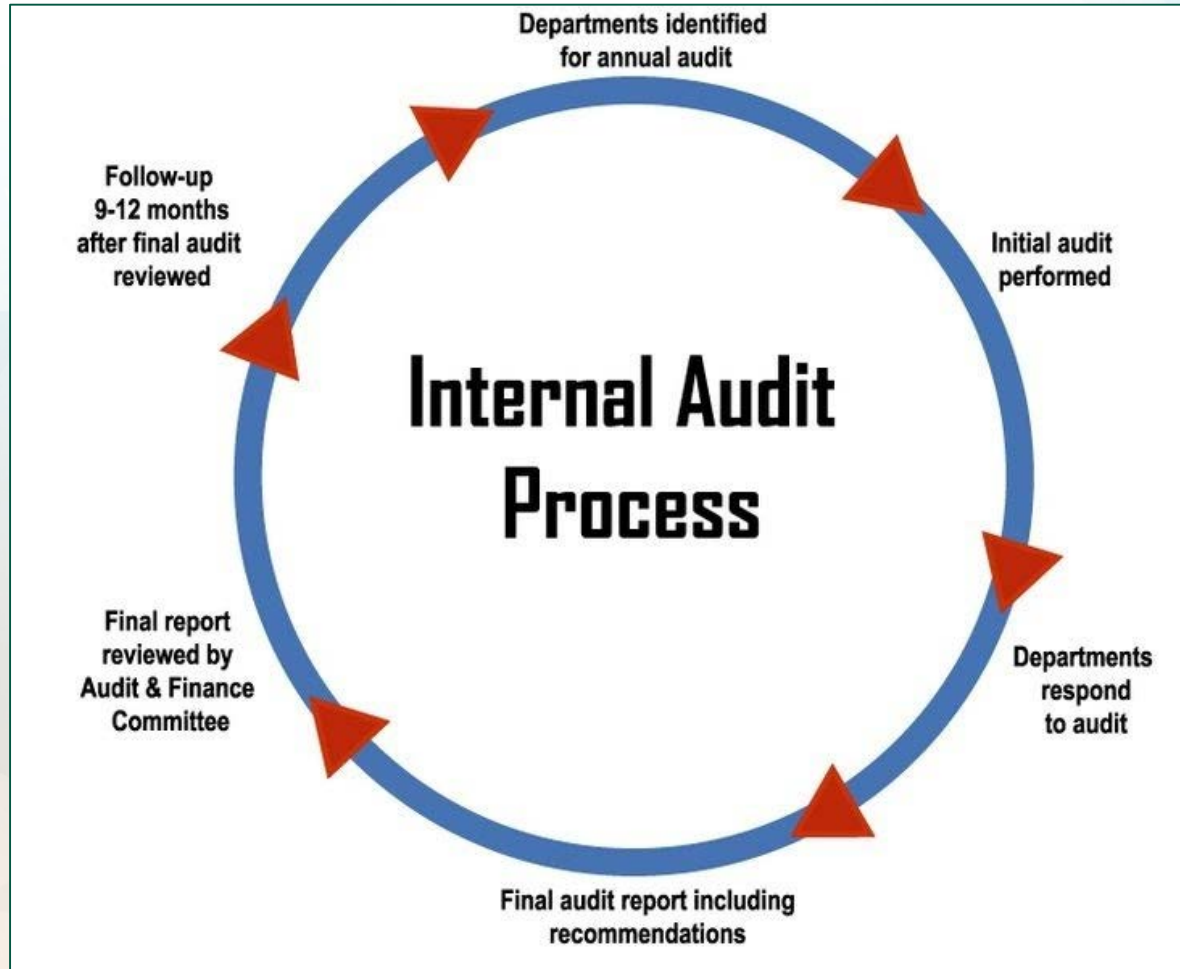 Departments identified
for annual audit
Initial audit
performed
Departments
respond
to audit
Final audit report including
recommendations
Final report
reviewed by
Audit & Finance
Committee
Follow-up
9-12 months
after final audit
reviewed
Internal Audit
Process